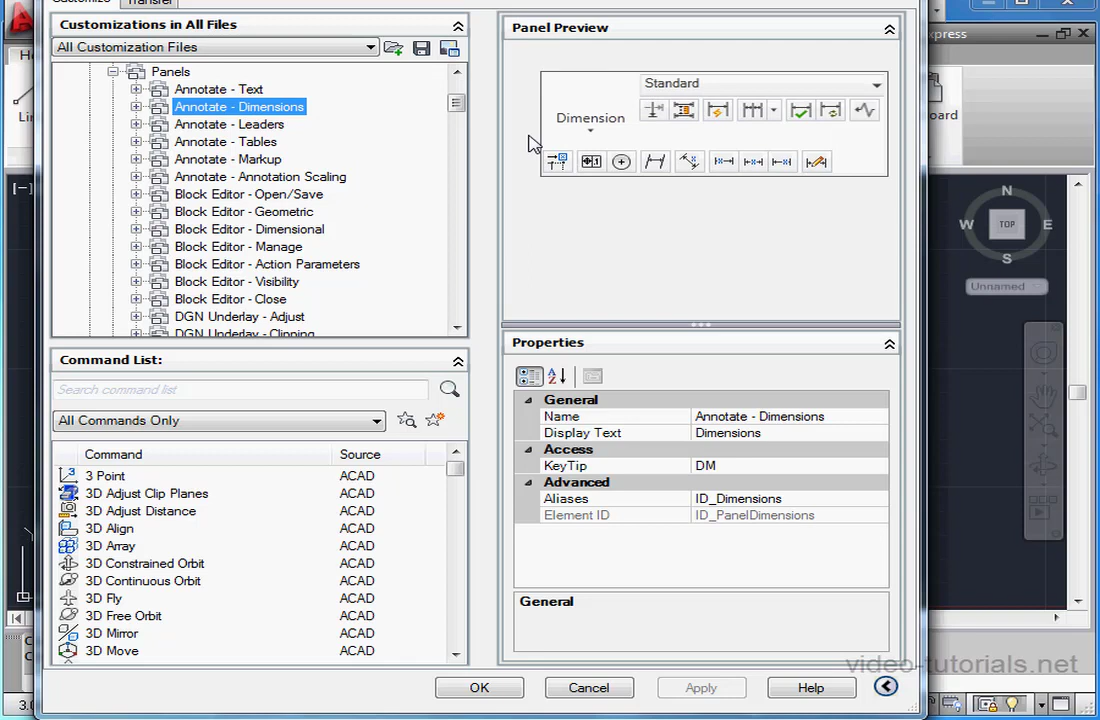 Customize
Transfer
Customizations in All Files
All Customization Files
Panels
Annotate - Text
Annotate - Dimensions
Annotate - Leaders
Annotate - Tables
Annotate - Markup
Annotate - Annotation Scaling
Block Editor - Open/Save
Block Editor - Geometric
Block Editor - Dimensional
Block Editor - Manage
Block Editor - Action Parameters
Block Editor - Visibility
Block Editor - Close
DGN Underlay - Adjust
DGN Underlay - Clipping
Command List:
Search command list
All Commands Only
Command Source
3 Point ACAD
3D Adjust Clip Planes ACAD
3D Adjust Distance ACAD
3D Align ACAD
3D Array ACAD
3D Constrained Orbit ACAD
3D Continuous Orbit ACAD
3D Fly ACAD
3D Free Orbit ACAD
3D Mirror ACAD
3D Move ACAD
Panel Preview
Standard
Dimension
Properties
General
Name Annotate - Dimensions
Display Text Dimensions
Access
KeyTip DM
Advanced
Aliases ID_Dimensions
Element ID ID_PanelDimensions
General
OK
Cancel
Apply
Help
xpress
N
W
TOP
E
S
Unnamed
[-]
video-tutorials.net